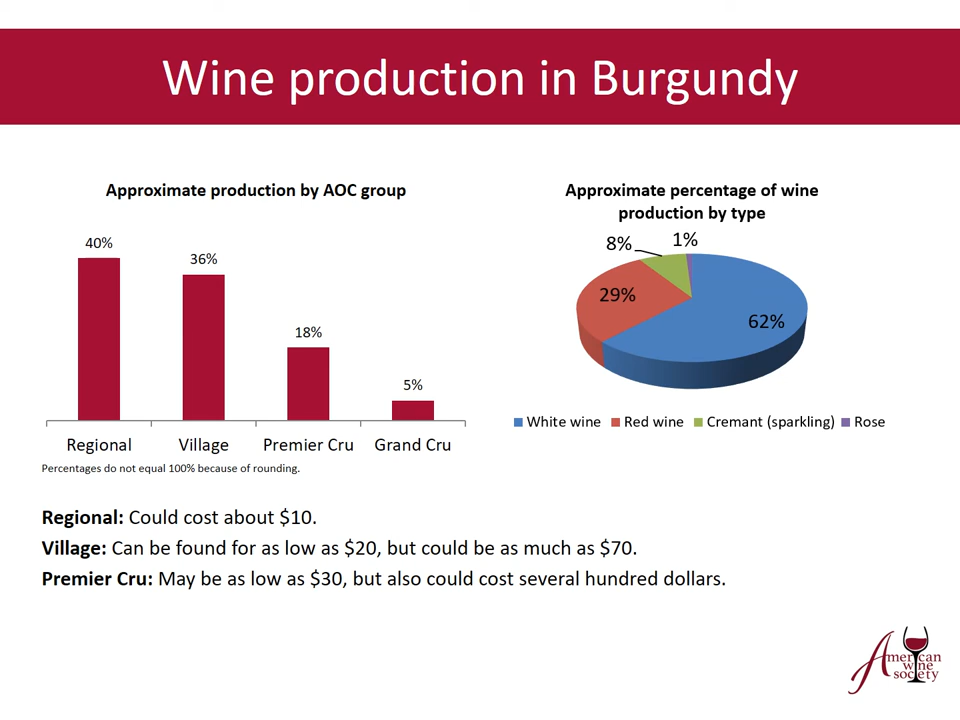 Wine production in Burgundy
Approximate production by AOC group
40%
36%
18%
5%
Regional Village Premier Cru Grand Cru
Percentages do not equal 100% because of rounding.
Approximate percentage of wine
production by type
8% 1%
29%
62%
White wine Red wine Cremant (sparkling) Rose
Regional: Could cost about $10.
Village: Can be found for as low as $20, but could be as much as $70.
Premier Cru: May be as low as $30, but also could cost several hundred dollars.
American
wine
society